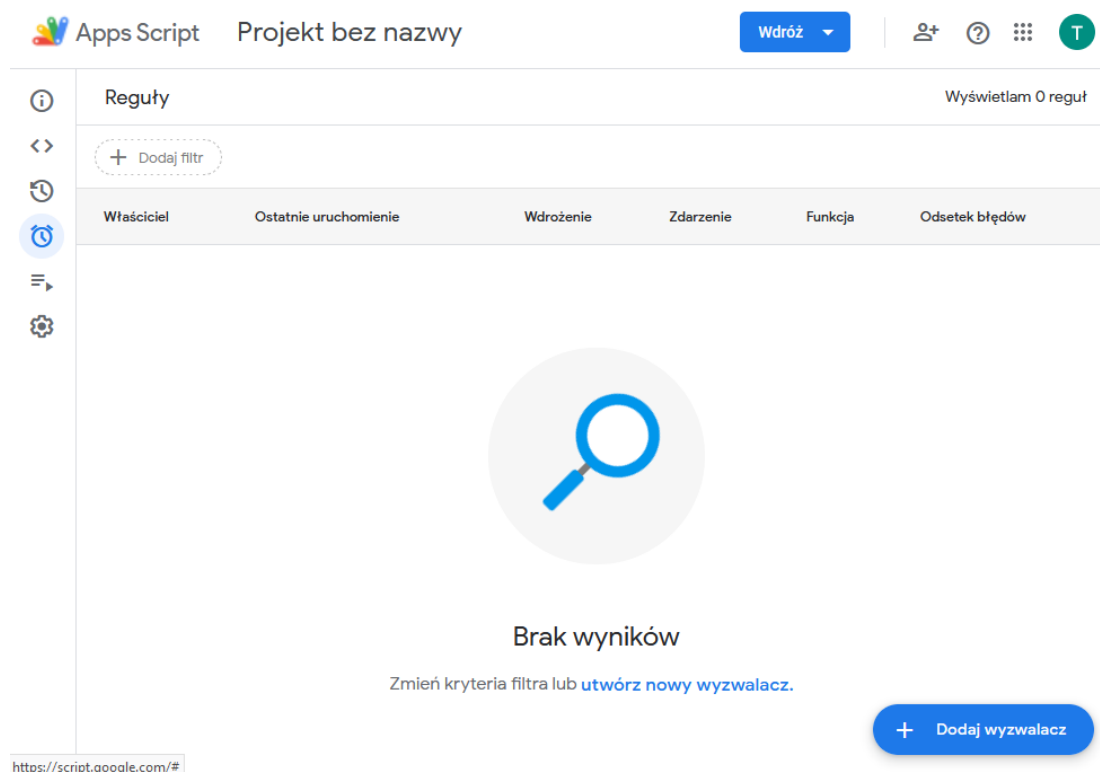 Apps Script Projekt bez nazwy Wdróż T
Reguły Wyświetlam 0 reguł
Dodaj filtr
Właściciel Ostatnie uruchomienie Wdrożenie Zdarzenie Funkcja Odsetek błędów
Brak wyników
Zmień kryteria filtra lub utwórz nowy wyzwalacz.
Dodaj wyzwalacz
https://script.google.com/#